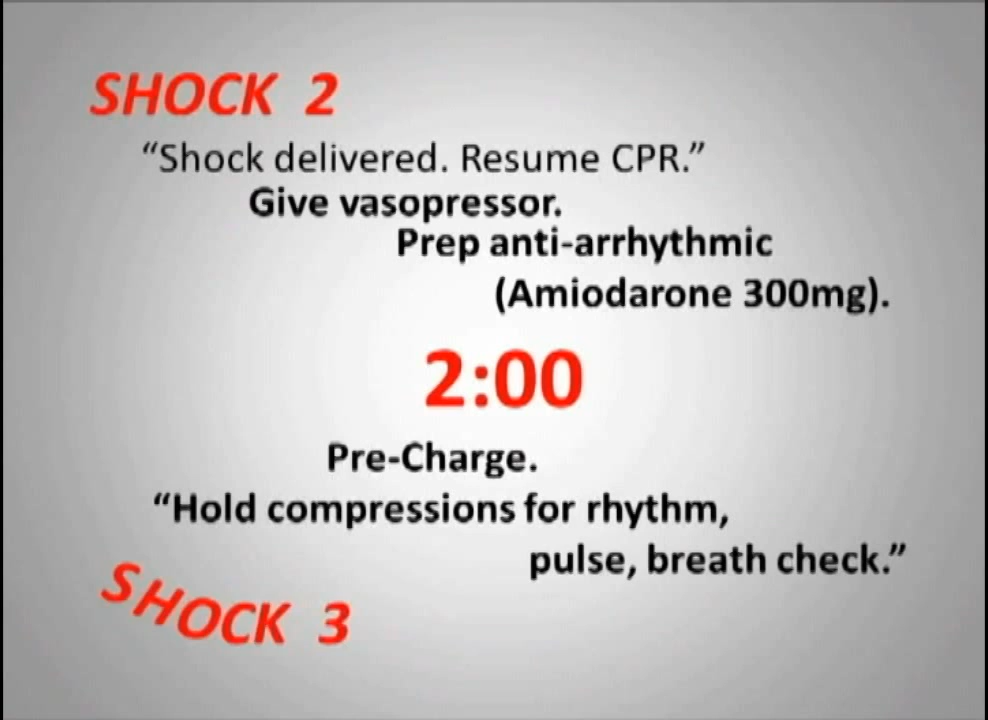 SHOCK 2
“Shock delivered. Resume CPR.”
Give vasopressor.
Prep anti-arrhythmic
(Amiodarone 300mg).
2:00
Pre-Charge.
“Hold compressions for rhythm,
pulse, breath check.”
SHOCK 3